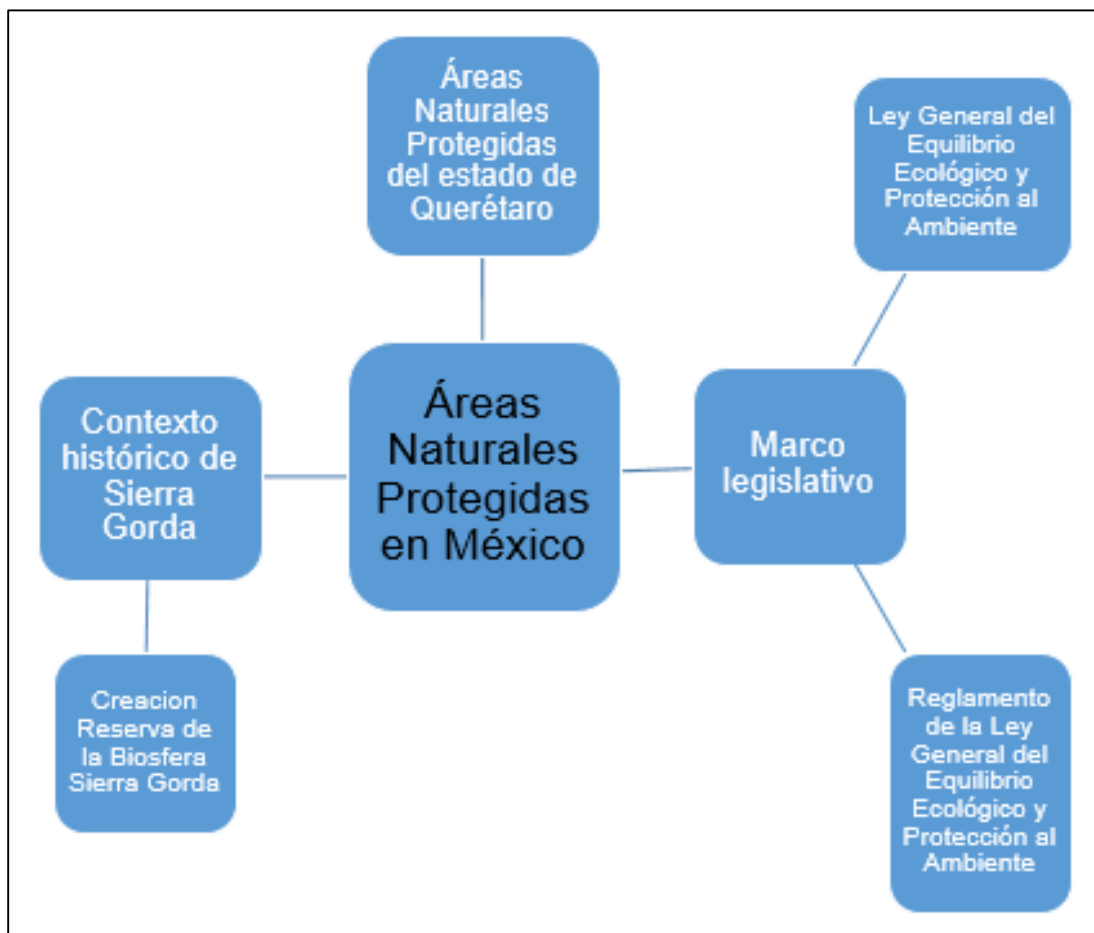 Áreas
Naturales
Protegidas
del estado de
Querétaro
Ley General del
Equilibrio
Ecológico y
Protección al
Ambiente
Contexto
histórico de
Sierra
Gorda
Áreas
Naturales
Protegidas
en México
Marco
legislativo
Creacion
Reserva de
la Biosfera
Sierra Gorda
Reglamento
de la Ley
General del
Equilibrio
Ecológico y
Protección al
Ambiente